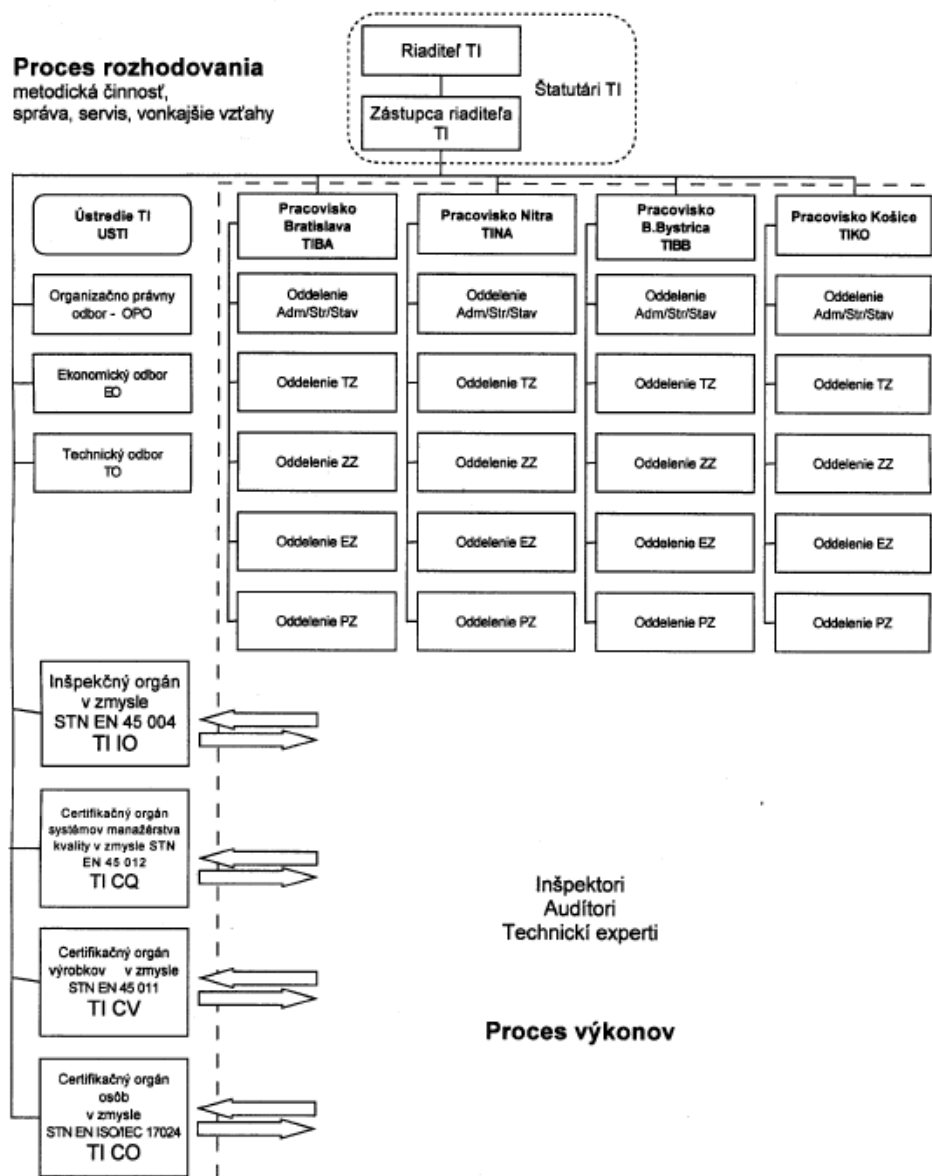 Proces rozhodovania
metodická činnosť,
správa, servis, vonkajšie vzťahy
Riaditeľ TI
Zástupca riaditeľa
TI
Štatutári TI
Ústredie TI
USTI
Organizačno právny
odbor - OPO
Ekonomický odbor
EO
Technický odbor
TO
Pracovisko
Bratislava
TIBA
Oddelenie
Adm/Str/Stav
Oddelenie TZ
Oddelenie ZZ
Oddelenie EZ
Oddelenie PZ
Pracovisko Nitra
TINA
Oddelenie
Adm/Str/Stav
Oddelenie TZ
Oddelenie ZZ
Oddelenie EZ
Oddelenie PZ
Pracovisko
B.Bystrica
TIBB
Oddelenie
Adm/Str/Stav
Oddelenie TZ
Oddelenie ZZ
Oddelenie EZ
Oddelenie PZ
Pracovisko Košice
TIKO
Oddelenie
Adm/Str/Stav
Oddelenie TZ
Oddelenie ZZ
Oddelenie EZ
Oddelenie PZ
Inšpekčný orgán
v zmysle
STN EN 45 004
TI IO
Certifikačný orgán
systémov manažérstva
kvality v zmysle STN
EN 45 012
TI CQ
Certifikačný orgán
výrobkov v zmysle
STN EN 45 011
TI CV
Certifikačný orgán
osôb
v zmysle
STN EN ISO/IEC 17024
TI CO
Inšpektori
Audítori
Technickí experti
Proces výkonov